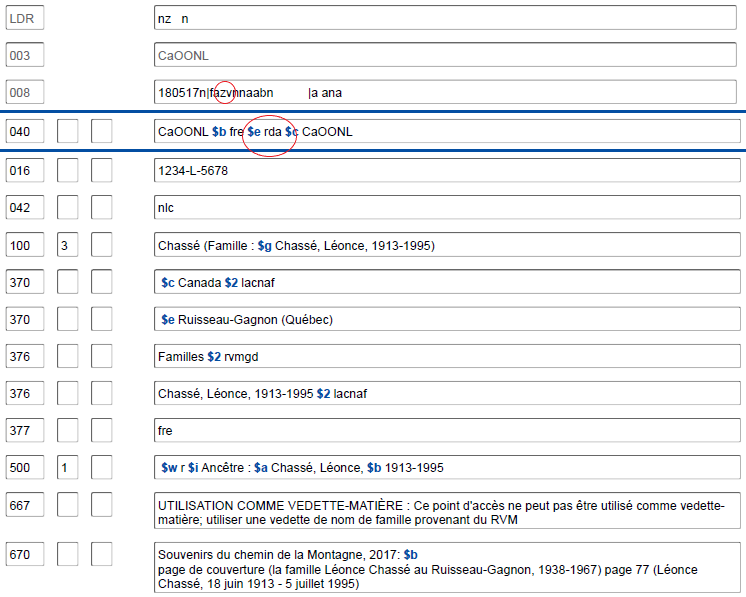 LDR nz n
003 CaOONL
008 180517n|fazvnnaabn |a ana
040 CaOONL $b fre $e rda $c CaOONL
016 1234-L-5678
042 nlc
100 3 Chassé (Famille : $g Chassé, Léonce, 1913-1995)
370 $c Canada $2 lacnaf
370 $e Ruisseau-Gagnon (Québec)
376 Familles $2 rvmgd
376 Chassé, Léonce, 1913-1995 $2 lacnaf
377 fre
500 1 $w r $i Ancêtre : $a Chassé, Léonce, $b 1913-1995
667 UTILISATION COMME VEDETTE-MATIÈRE : Ce point d'accès ne peut pas être utilisé comme vedette-
matière; utiliser une vedette de nom de famille provenant du RVM
670 Souvenirs du chemin de la Montagne, 2017: $b
page de couverture (la famille Léonce Chassé au Ruisseau-Gagnon, 1938-1967) page 77 (Léonce
Chassé, 18 juin 1913 - 5 juillet 1995)